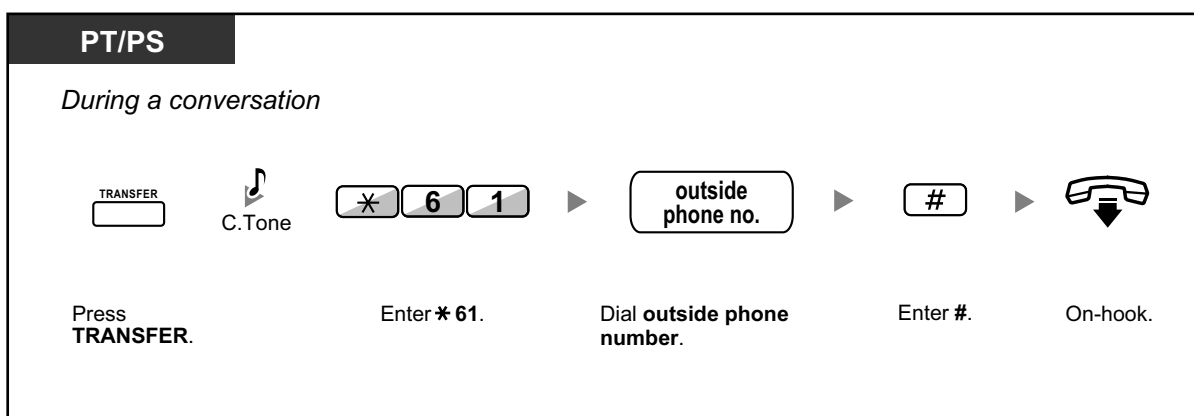 PT/PS
During a conversation
TRANSFER
C.Tone
* 6 1
outside
phone no.
#
Press
TRANSFER.
Enter * 61.
Dial outside phone
number.
Enter #.
On-hook.